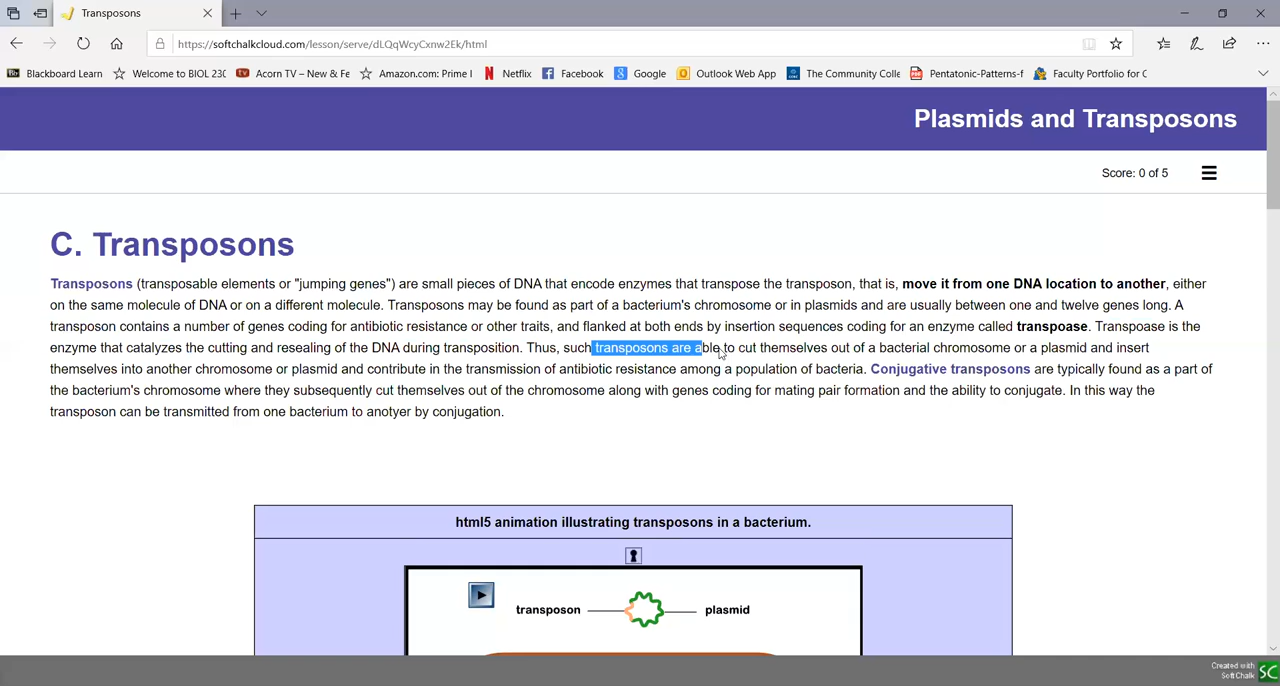 Transposons
https://softchalkcloud.com/lesson/serve/dLQqWcyCxnw2Ek/html
Bb Blackboard Learn Welcome to BIOL 230 Acorn TV – New & Fe Amazon.com: Prime I Netflix Facebook Google Outlook Web App The Community Colle Pentatonic-Patterns-f Faculty Portfolio for C
Plasmids and Transposons
Score: 0 of 5
C. Transposons
Transposons (transposable elements or "jumping genes") are small pieces of DNA that encode enzymes that transpose the transposon, that is, move it from one DNA location to another, either
on the same molecule of DNA or on a different molecule. Transposons may be found as part of a bacterium's chromosome or in plasmids and are usually between one and twelve genes long. A
transposon contains a number of genes coding for antibiotic resistance or other traits, and flanked at both ends by insertion sequences coding for an enzyme called transpoase. Transpoase is the
enzyme that catalyzes the cutting and resealing of the DNA during transposition. Thus, such transposons are able to cut themselves out of a bacterial chromosome or a plasmid and insert
themselves into another chromosome or plasmid and contribute in the transmission of antibiotic resistance among a population of bacteria. Conjugative transposons are typically found as a part of
the bacterium's chromosome where they subsequently cut themselves out of the chromosome along with genes coding for mating pair formation and the ability to conjugate. In this way the
transposon can be transmitted from one bacterium to anotyer by conjugation.
html5 animation illustrating transposons in a bacterium.
transposon plasmid
Created with
SoftChalk SC